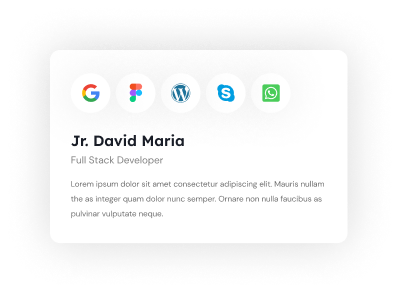 Jr. David Maria
Full Stack Developer
Lorem ipsum dolor sit amet consectetur adipiscing elit. Mauris nullam
the as integer quam dolor nunc semper. Ornare non nulla faucibus as
pulvinar vulputate neque.